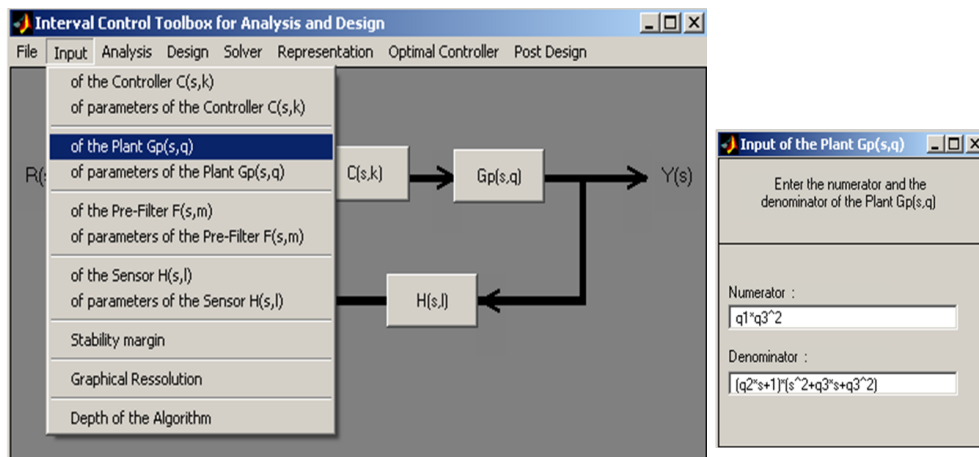 Interval Control Toolbox for Analysis and Design
File Input Analysis Design Solver Representation Optimal Controller Post Design
of the Controller C(s,k)
of parameters of the Controller C(s,k)
of the Plant Gp(s,q)
of parameters of the Plant Gp(s,q)
of the Pre-Filter F(s,m)
of parameters of the Pre-Filter F(s,m)
of the Sensor H(s,l)
of parameters of the Sensor H(s,l)
Stability margin
Graphical Ressolution
Depth of the Algorithm
R(s
C(s,k)
Gp(s,q)
Y(s)
H(s,l)
Input of the Plant Gp(s,q)
Enter the numerator and the
denominator of the Plant Gp(s,q)
Numerator :
q1*q3^2
Denominator :
(q2*s+1)*(s^2+q3*s+q3^2)